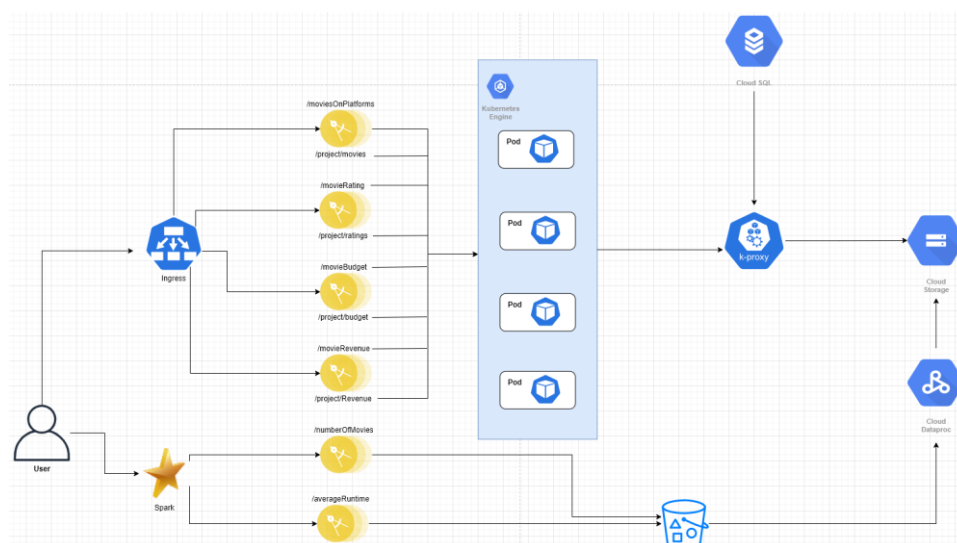 Cloud SQL
Kubernetes
Engine
/moviesOnPlatforms
/project/movies
Pod
/movieRating
/project/ratings
Pod
Ingress
k-proxy
/movieBudget
/project/budget
Cloud
Storage
Pod
/movieRevenue
/project/Revenue
Pod
Cloud
Dataproc
/numberOfMovies
User
Spark
/averageRuntime